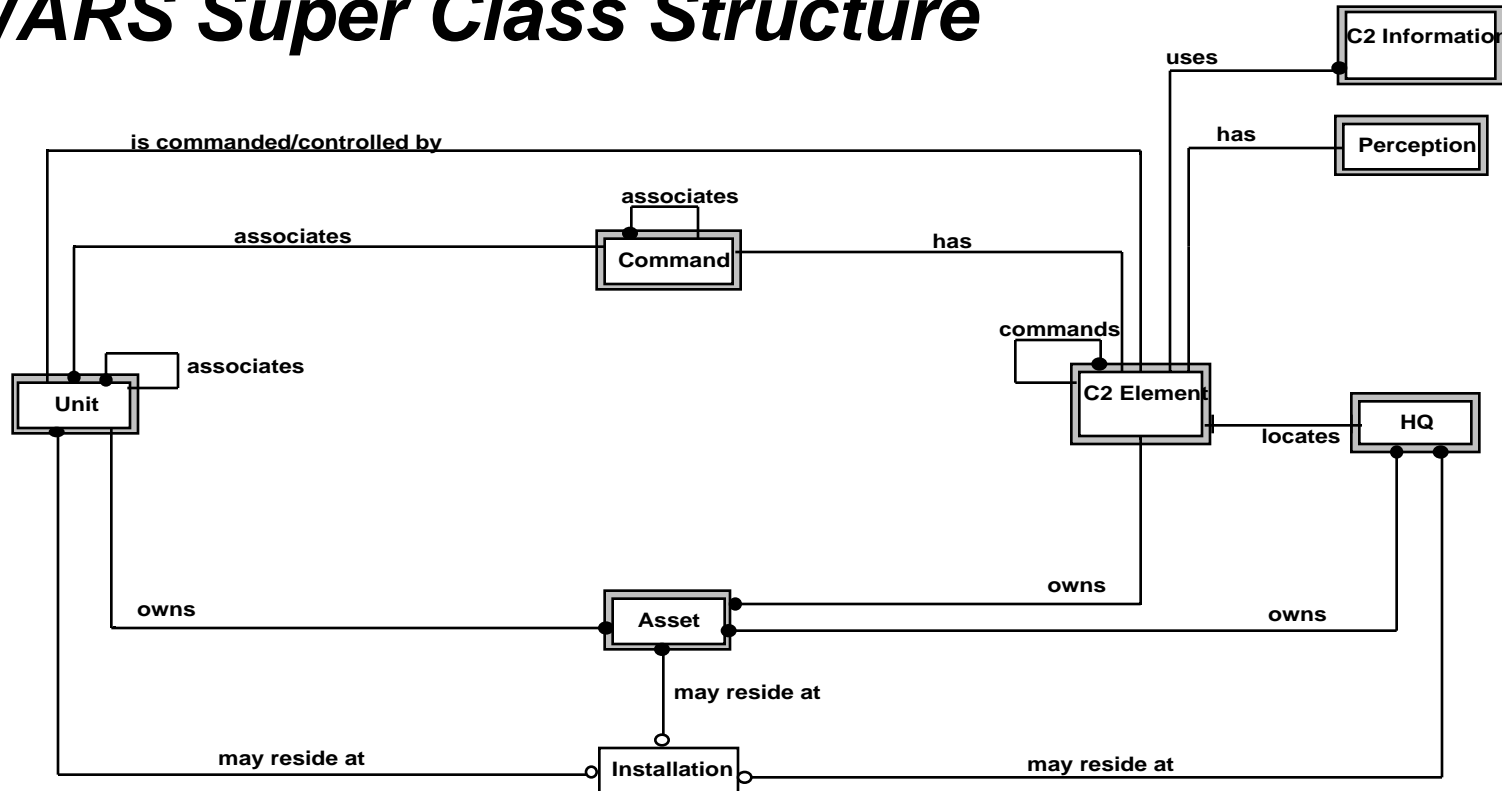 WARS Super Class Structure
C2 Information
uses
is commanded/controlled by
has
Perception
associates
associates
has
Command
commands
associates
Unit
C2 Element
HQ
locates
owns
owns
Asset
owns
may reside at
may reside at
Installation
may reside at